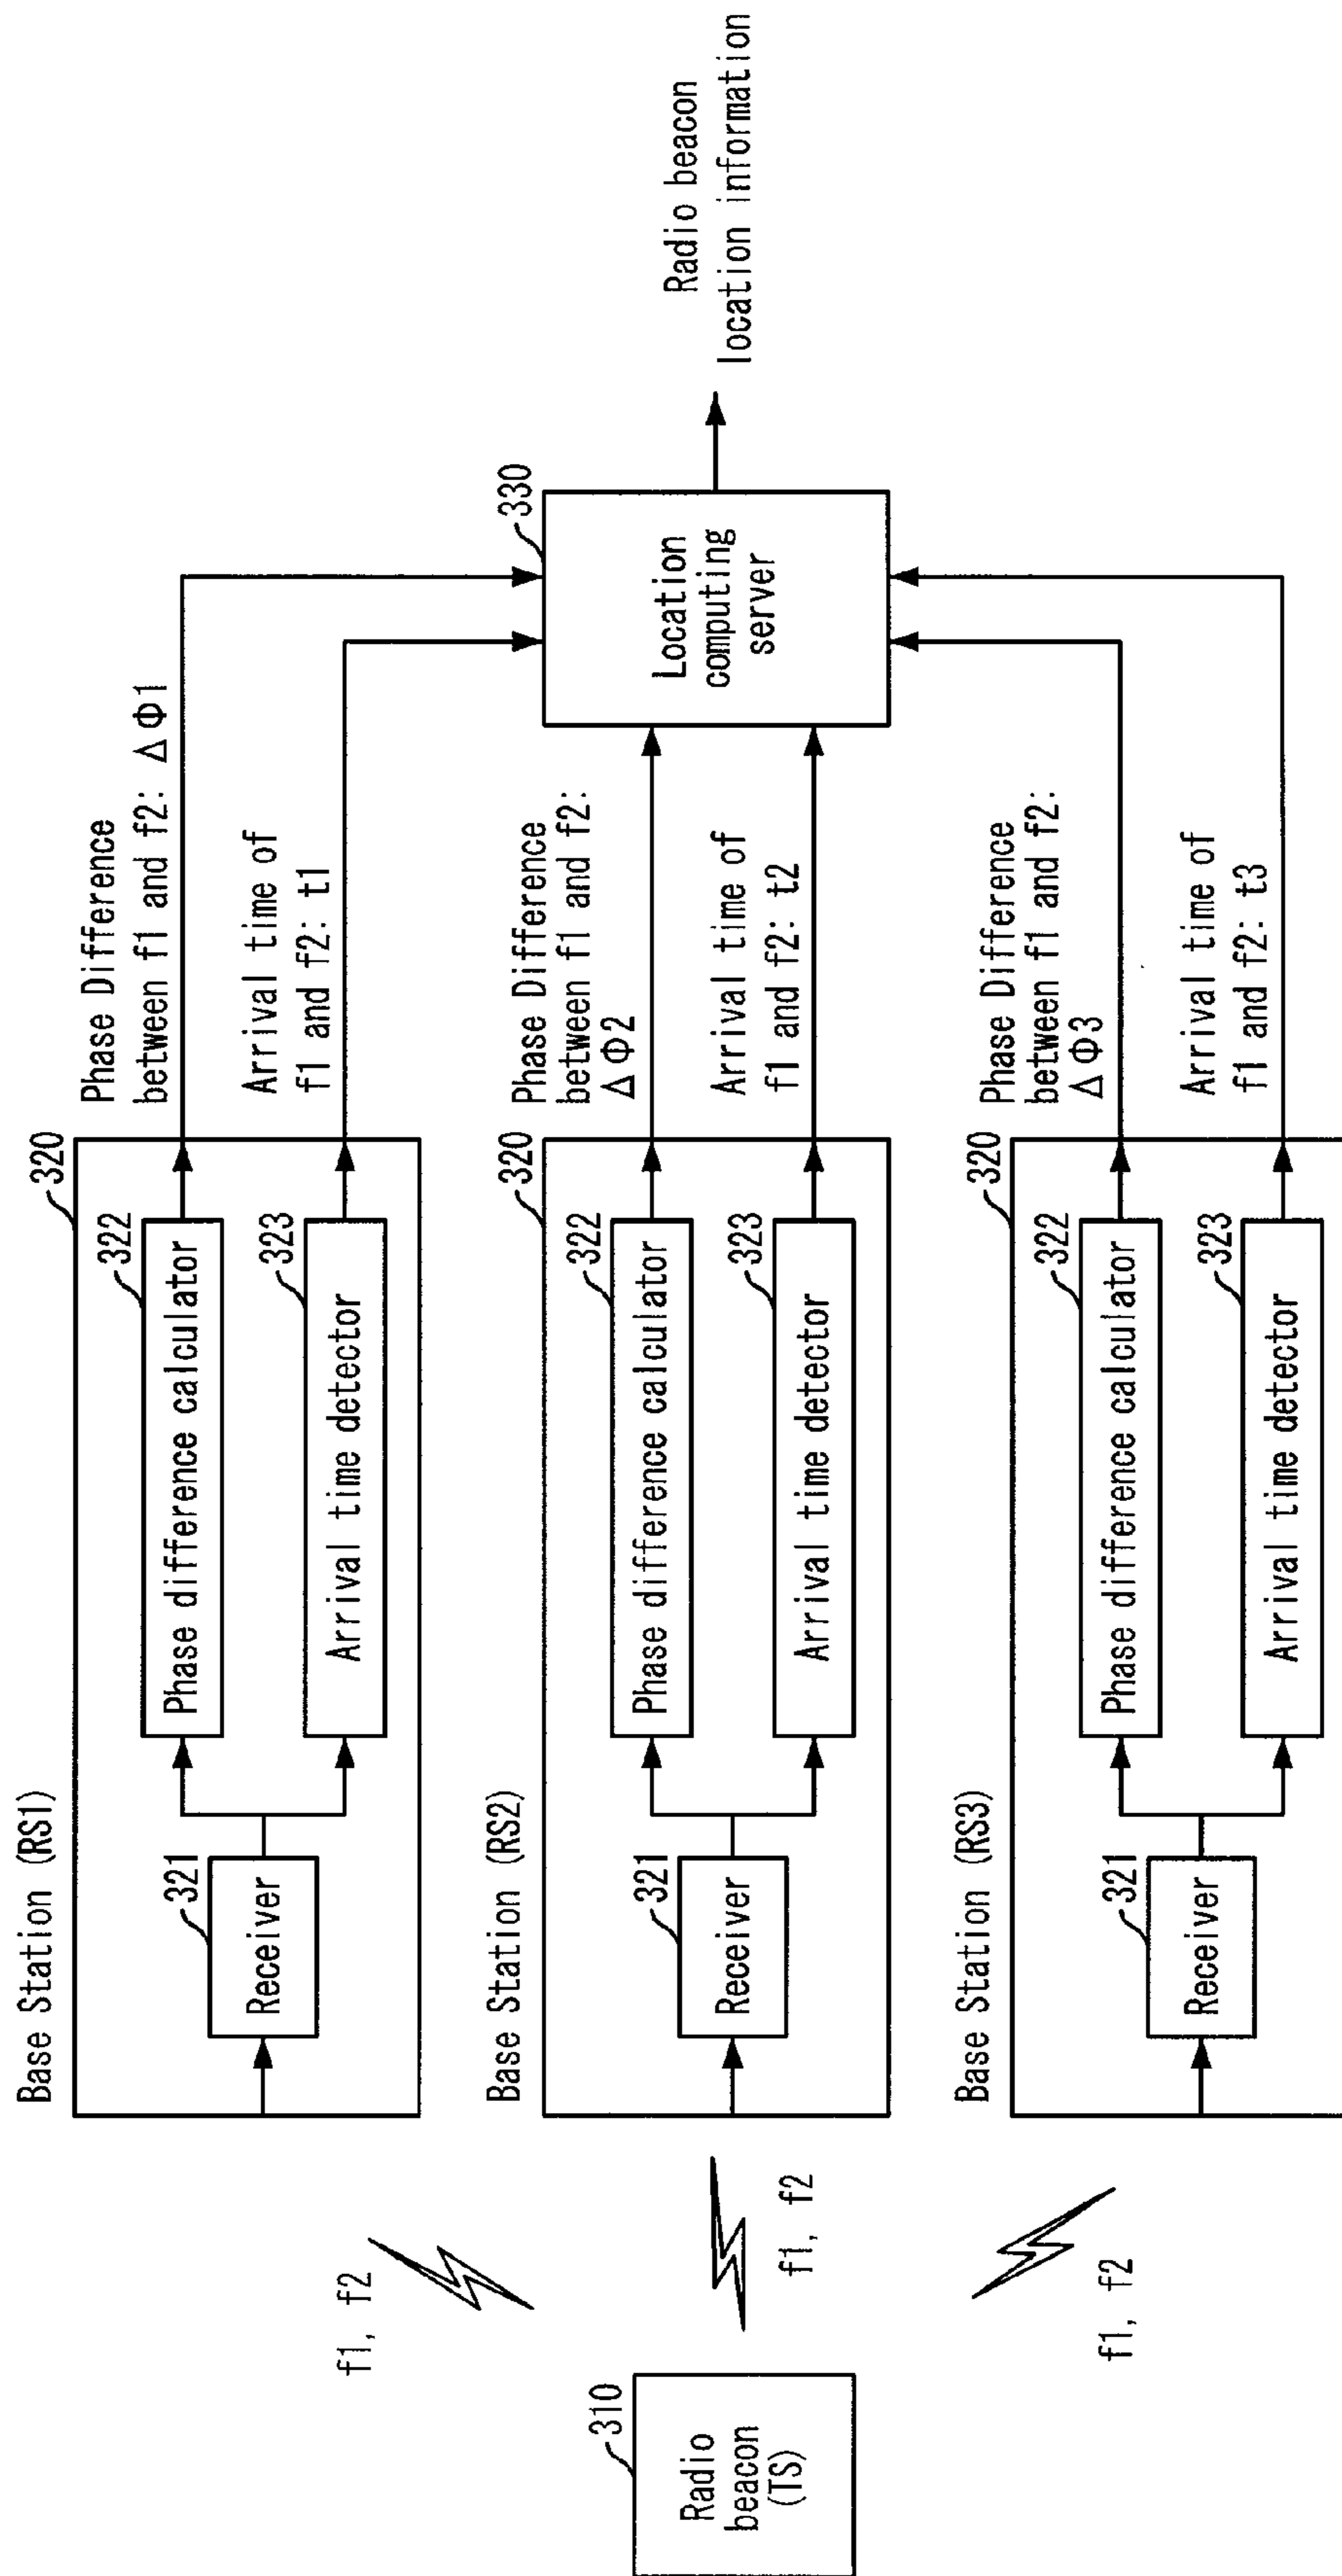 310
Radio
beacon
(TS)
f1, f2
f1, f2
f1, f2
Base Station (RS1)
320
321
Receiver
322
Phase difference calculator
323
Arrival time detector
Phase Difference
between f1 and f2: ΔΦ1
Arrival time of
f1 and f2: t1
Base Station (RS2)
320
321
Receiver
322
Phase difference calculator
323
Arrival time detector
Phase Difference
between f1 and f2:
ΔΦ2
Arrival time of
f1 and f2: t2
Base Station (RS3)
320
321
Receiver
322
Phase difference calculator
323
Arrival time detector
Phase Difference
between f1 and f2:
ΔΦ3
Arrival time of
f1 and f2: t3
330
Location
computing
server
Radio beacon
location information